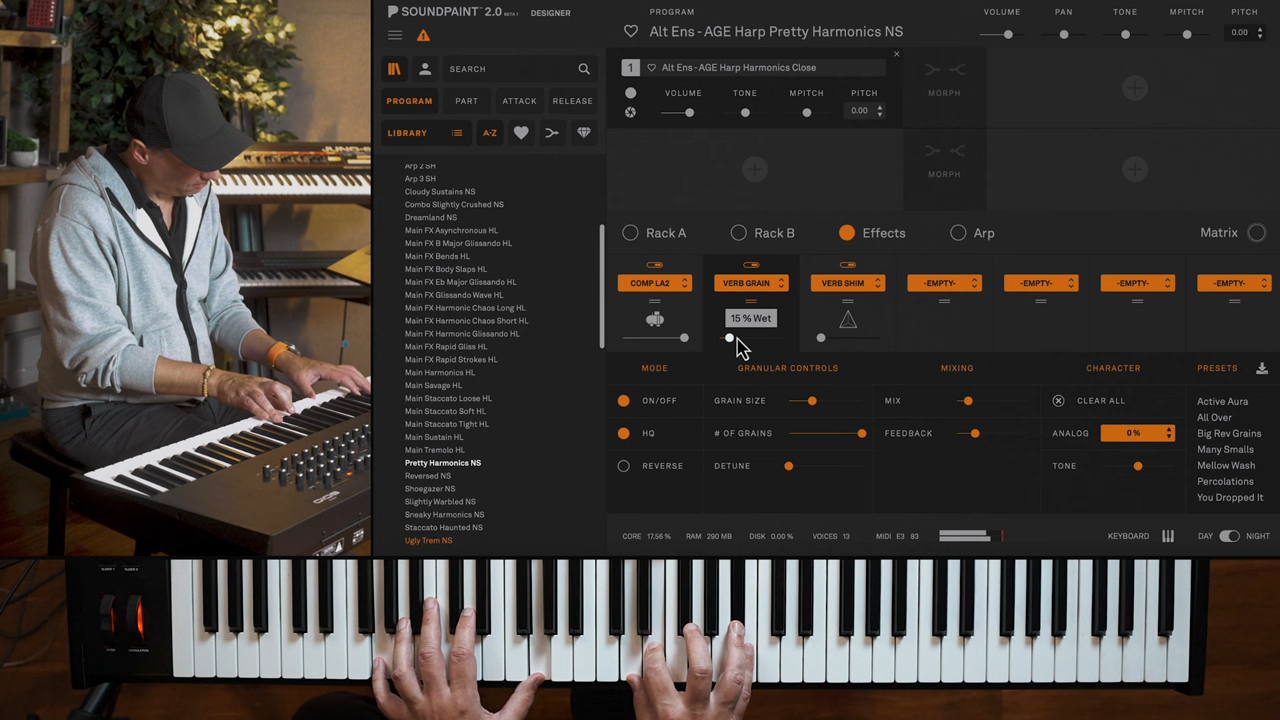 SOUNDPAINT 2.0 BETA 1 DESIGNER
PROGRAM
Alt Ens - AGE Harp Pretty Harmonics NS
VOLUME PAN TONE MPITCH PITCH
0.00
SEARCH
PROGRAM PART ATTACK RELEASE
LIBRARY A-Z
1 Alt Ens - AGE Harp Harmonics Close
VOLUME TONE MPITCH PITCH
0.00
MORPH
MORPH
Arp 2 SH
Arp 3 SH
Cloudy Sustains NS
Combo Slightly Crushed NS
Dreamland NS
Main FX Asynchronous HL
Main FX B Major Glissando HL
Main FX Bends HL
Main FX Body Slaps HL
Main FX Eb Major Glissando HL
Main FX Glissando Wave HL
Main FX Harmonic Chaos Long HL
Main FX Harmonic Chaos Short HL
Main FX Harmonic Glissando HL
Main FX Rapid Gliss HL
Main FX Rapid Strokes HL
Main Harmonics HL
Main Savage HL
Main Staccato Loose HL
Main Staccato Soft HL
Main Staccato Tight HL
Main Sustain HL
Main Tremolo HL
Pretty Harmonics NS
Reversed NS
Shoegazer NS
Slightly Warbled NS
Sneaky Harmonics NS
Staccato Haunted NS
Ugly Trem NS
Rack A Rack B Effects Arp Matrix
COMP LA2 VERB GRAIN VERB SHIM -EMPTY- -EMPTY- -EMPTY- -EMPTY-
15 % Wet
MODE GRANULAR CONTROLS MIXING CHARACTER PRESETS
ON/OFF GRAIN SIZE MIX CLEAR ALL
HQ # OF GRAINS FEEDBACK ANALOG 0 %
REVERSE DETUNE TONE
Active Aura
All Over
Big Rev Grains
Many Smalls
Mellow Wash
Percolations
You Dropped It
CORE 17.56 % RAM 290 MB DISK 0.00 % VOICES 13 MIDI E3 83 KEYBOARD DAY NIGHT
SLIDER 1 SLIDER 2
PITCH MODULATION